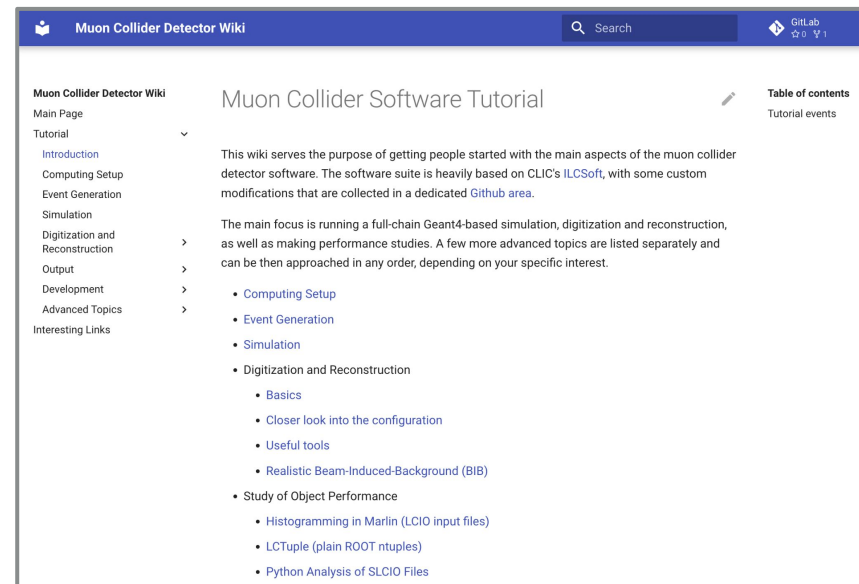 Muon Collider Detector Wiki
Search
GitLab
0 1
Muon Collider Detector Wiki
Main Page
Tutorial
Introduction
Computing Setup
Event Generation
Simulation
Digitization and
Reconstruction
Output
Development
Advanced Topics
Interesting Links
Muon Collider Software Tutorial
This wiki serves the purpose of getting people started with the main aspects of the muon collider
detector software. The software suite is heavily based on CLIC's ILCSoft, with some custom
modifications that are collected in a dedicated Github area.
The main focus is running a full-chain Geant4-based simulation, digitization and reconstruction,
as well as making performance studies. A few more advanced topics are listed separately and
can be then approached in any order, depending on your specific interest.
• Computing Setup
• Event Generation
• Simulation
• Digitization and Reconstruction
• Basics
• Closer look into the configuration
• Useful tools
• Realistic Beam-Induced-Background (BIB)
• Study of Object Performance
• Histogramming in Marlin (LCIO input files)
• LCTuple (plain ROOT ntuples)
• Python Analysis of SLCIO Files
Table of contents
Tutorial events